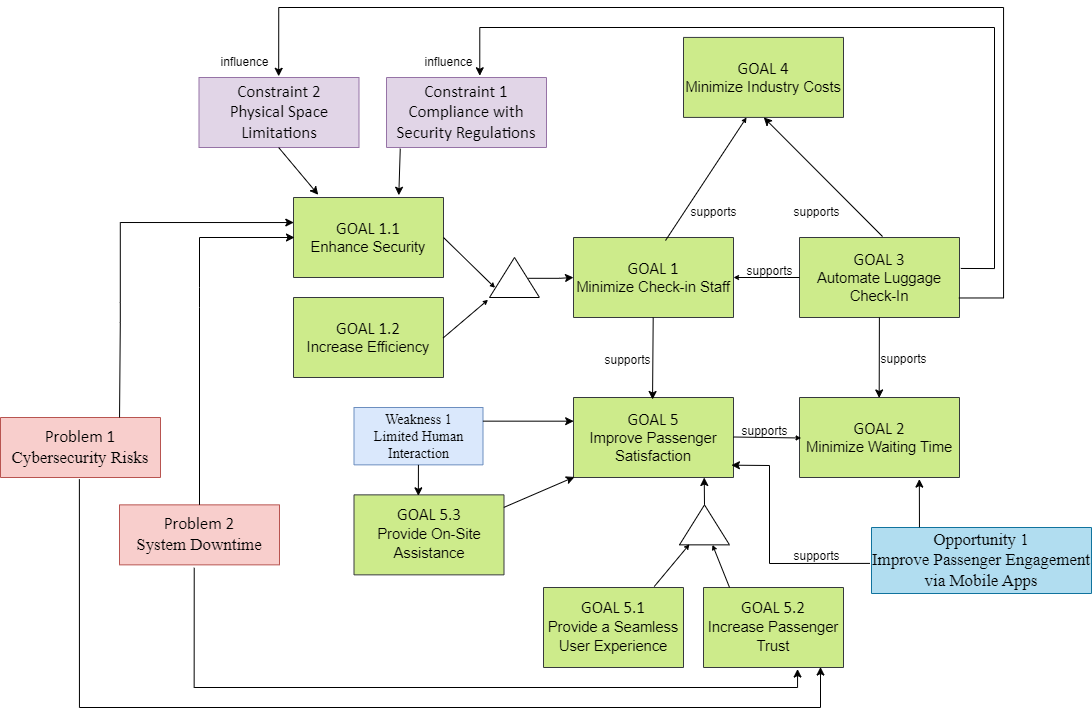 influence
influence
Constraint 2
Physical Space
Limitations
Constraint 1
Compliance with
Security Regulations
GOAL 4
Minimize Industry Costs
GOAL 1.1
Enhance Security
supports
supports
GOAL 1
Minimize Check-in Staff
supports
GOAL 3
Automate Luggage
Check-In
GOAL 1.2
Increase Efficiency
supports
supports
Problem 1
Cybersecurity Risks
Weakness 1
Limited Human
Interaction
GOAL 5
Improve Passenger
Satisfaction
supports
GOAL 2
Minimize Waiting Time
Problem 2
System Downtime
GOAL 5.3
Provide On-Site
Assistance
supports
Opportunity 1
Improve Passenger Engagement
via Mobile Apps
GOAL 5.1
Provide a Seamless
User Experience
GOAL 5.2
Increase Passenger
Trust